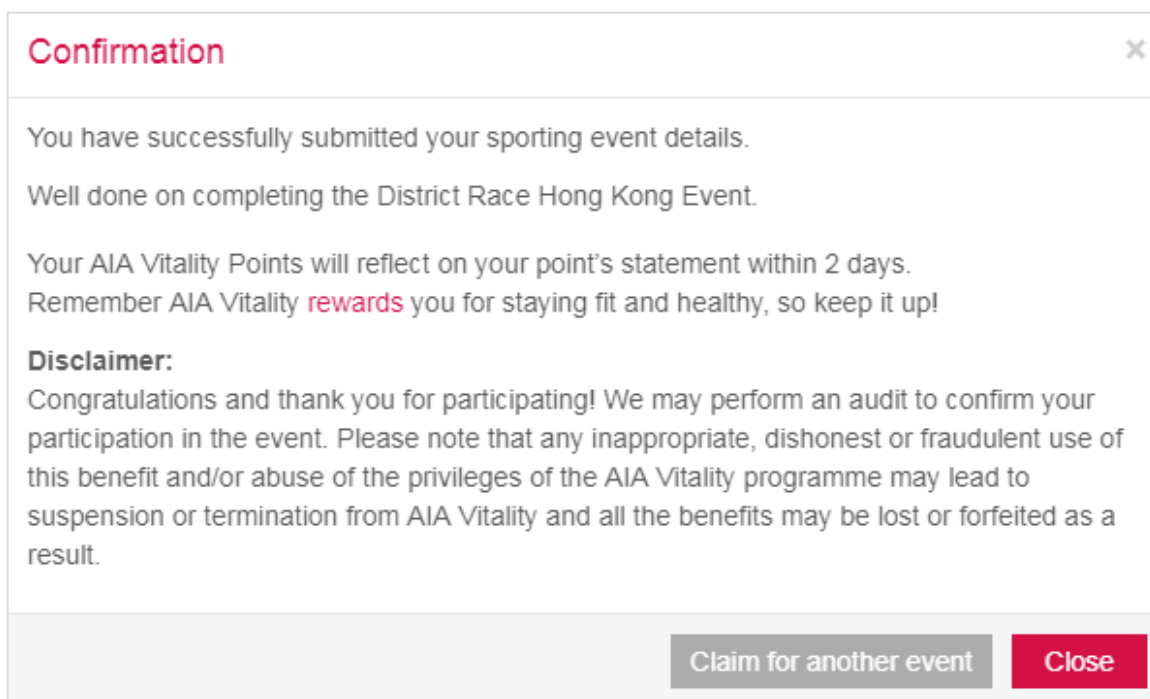 Confirmation
You have successfully submitted your sporting event details.
Well done on completing the District Race Hong Kong Event.
Your AIA Vitality Points will reflect on your point's statement within 2 days.
Remember AIA Vitality rewards you for staying fit and healthy, so keep it up!
Disclaimer:
Congratulations and thank you for participating! We may perform an audit to confirm your
participation in the event. Please note that any inappropriate, dishonest or fraudulent use of
this benefit and/or abuse of the privileges of the AIA Vitality programme may lead to
suspension or termination from AIA Vitality and all the benefits may be lost or forfeited as a
result.
Claim for another event
Close